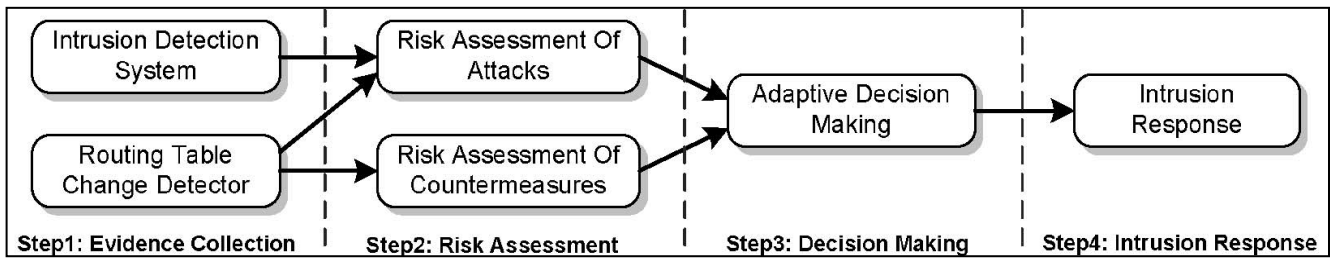 Intrusion Detection
System
Risk Assessment Of
Attacks
Adaptive Decision
Making
Intrusion
Response
Routing Table
Change Detector
Risk Assessment Of
Countermeasures
Step1: Evidence Collection
Step2: Risk Assessment
Step3: Decision Making
Step4: Intrusion Response